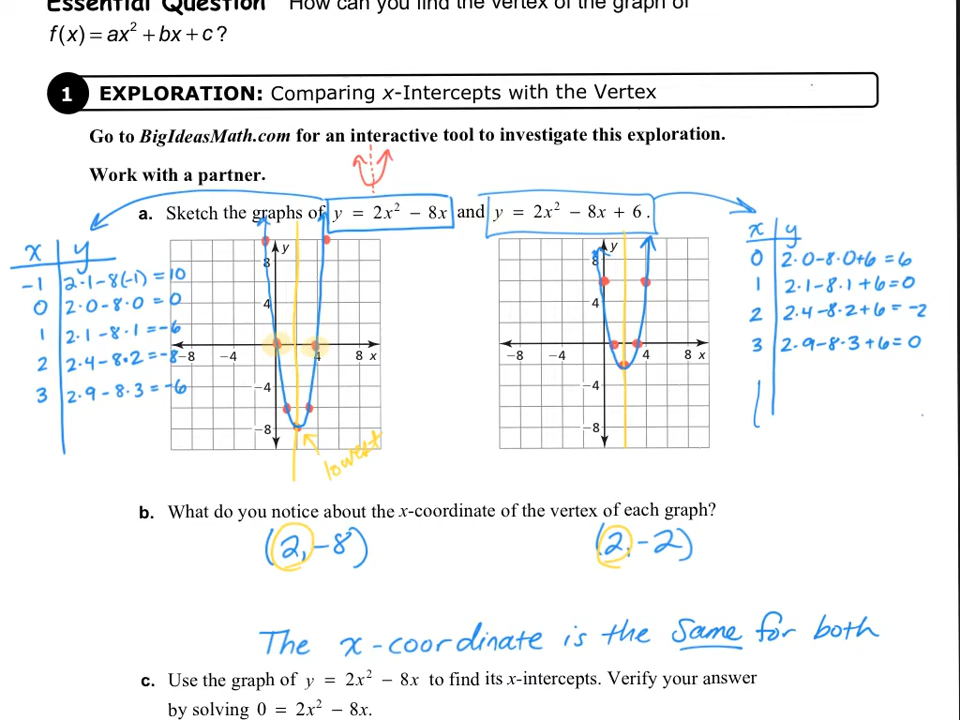 Essential Question How can you find the vertex of the graph of
f(x) = ax² + bx + c?
1 EXPLORATION: Comparing x-Intercepts with the Vertex
Go to BigIdeasMath.com for an interactive tool to investigate this exploration.
Work with a partner.
a. Sketch the graphs of y = 2x² − 8x and y = 2x² − 8x + 6.
x y
-1 2·1-8(-1) = 10
0 2·0-8·0 = 0
1 2·1-8·1 = -6
2 2·4-8·2 = -8
3 2·9-8·3 = -6
y
8
4
−8 −4 4 8 x
−4
−8
lowest
y
8
4
−8 −4 4 8 x
−4
−8
x y
0 2·0-8·0+6 = 6
1 2·1-8·1+6 = 0
2 2·4-8·2+6 = -2
3 2·9-8·3+6 = 0
b. What do you notice about the x-coordinate of the vertex of each graph?
(2, -8) (2, -2)
The x-coordinate is the same for both
c. Use the graph of y = 2x² − 8x to find its x-intercepts. Verify your answer
by solving 0 = 2x² − 8x.